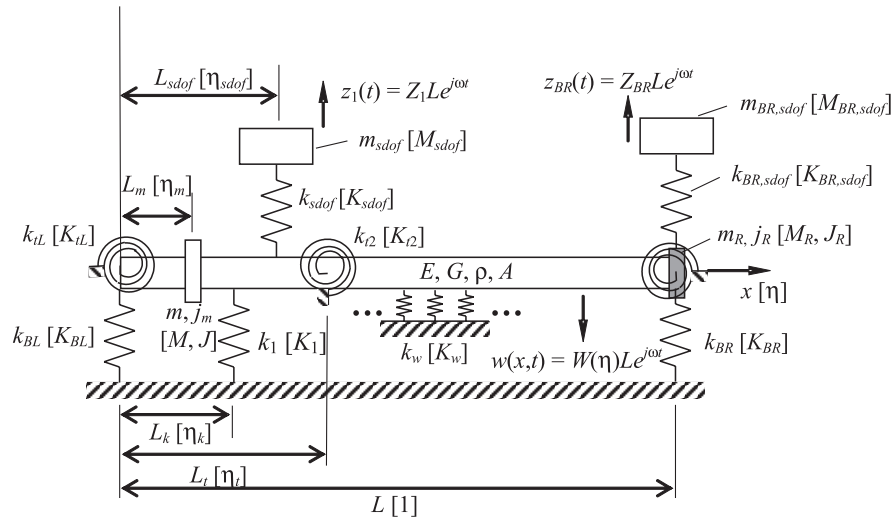 L_sdof [η_sdof]
z_1(t) = Z_1Le^{jωt}
z_BR(t) = Z_BRLe^{jωt}
m_BR,sdof [M_BR,sdof]
m_sdof [M_sdof]
L_m [η_m]
k_sdof [K_sdof]
k_BR,sdof [K_BR,sdof]
k_tL [K_tL]
k_t2 [K_t2]
m_R, j_R [M_R, J_R]
E, G, ρ, A
x [η]
m, j_m
[M, J]
k_BL [K_BL]
k_1 [K_1]
•••
•••
k_w [K_w]
w(x,t) = W(η)Le^{jωt}
k_BR [K_BR]
L_k [η_k]
L_t [η_t]
L [1]